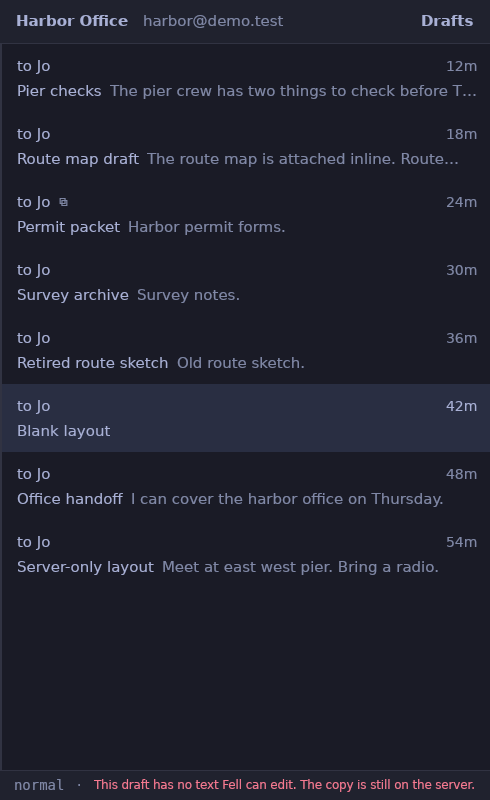 Harbor Office harbor@demo.test Drafts
to Jo 12m
Pier checks The pier crew has two things to check before T…
to Jo 18m
Route map draft The route map is attached inline. Route…
to Jo 24m
Permit packet Harbor permit forms.
to Jo 30m
Survey archive Survey notes.
to Jo 36m
Retired route sketch Old route sketch.
to Jo 42m
Blank layout
to Jo 48m
Office handoff I can cover the harbor office on Thursday.
to Jo 54m
Server-only layout Meet at east west pier. Bring a radio.
normal · This draft has no text Fell can edit. The copy is still on the server.